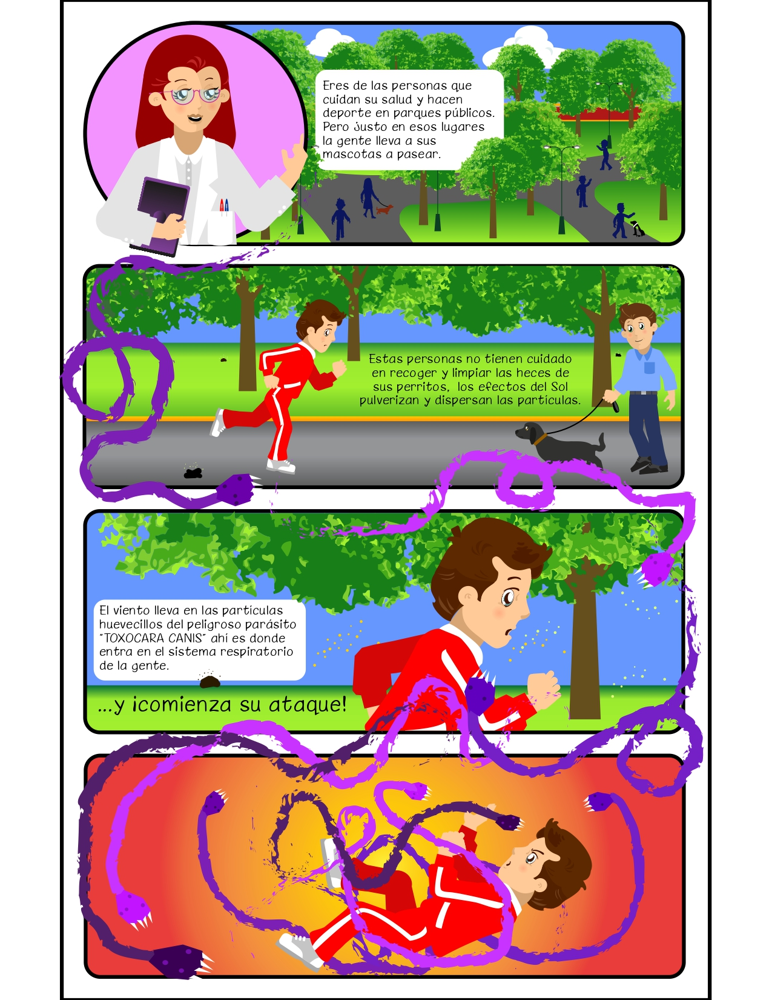 Eres de las personas que
cuidan su salud y hacen
deporte en parques públicos.
Pero justo en esos lugares
la gente lleva a sus
mascotas a pasear.
Estas personas no tienen cuidado
en recoger y limpiar las heces de
sus perritos, los efectos del Sol
pulverizan y dispersan las partículas.
El viento lleva en las partículas
huevecillos del peligroso parásito
"TOXOCARA CANIS" ahí es donde
entra en el sistema respiratorio
de la gente.
...y ¡comienza su ataque!